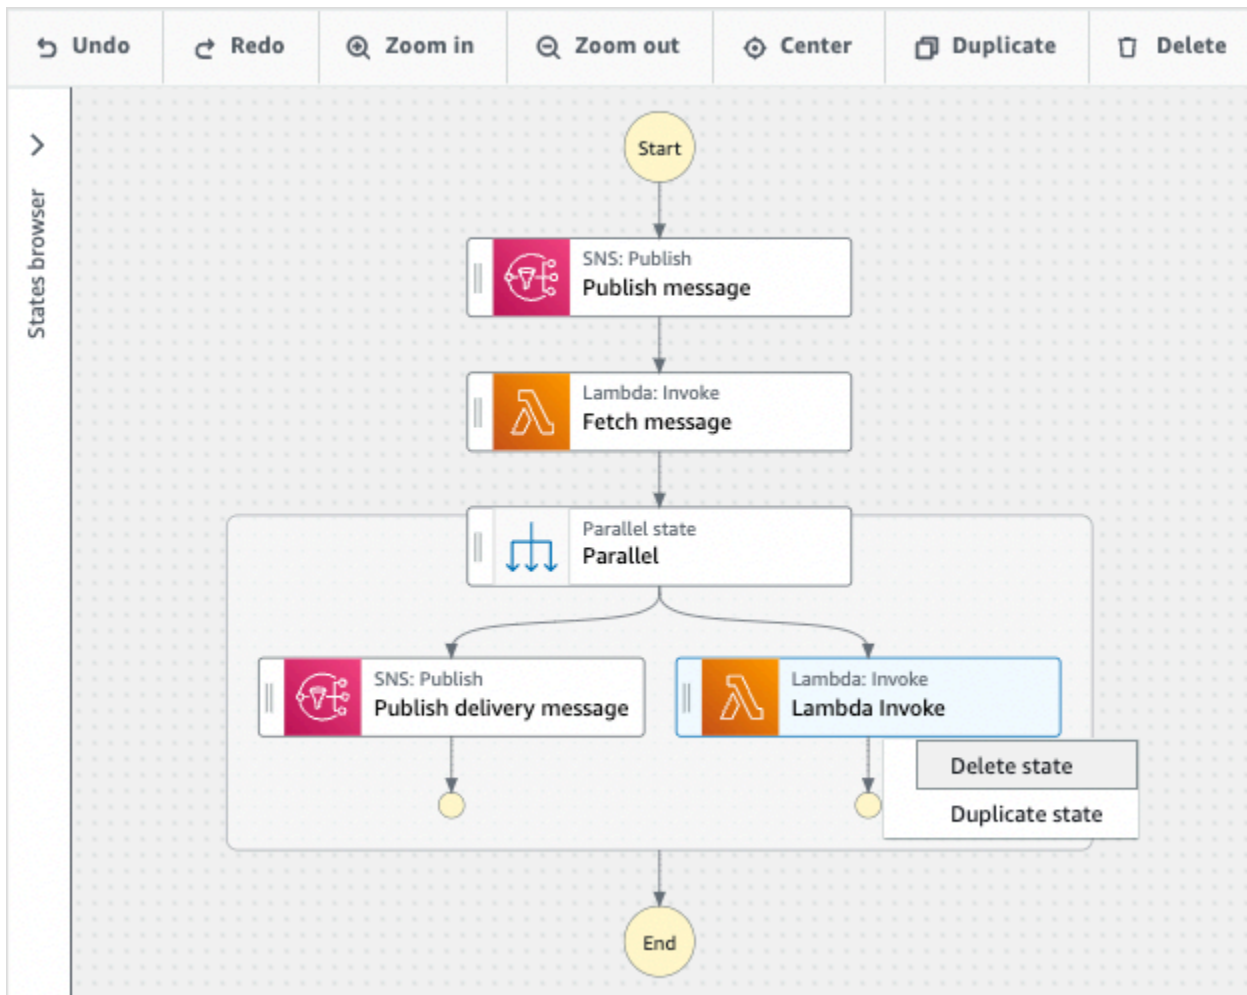 Undo
Redo
Zoom in
Zoom out
Center
Duplicate
Delete
States browser
Start
SNS: Publish
Publish message
Lambda: Invoke
Fetch message
Parallel state
Parallel
SNS: Publish
Publish delivery message
Lambda: Invoke
Lambda Invoke
Delete state
Duplicate state
End